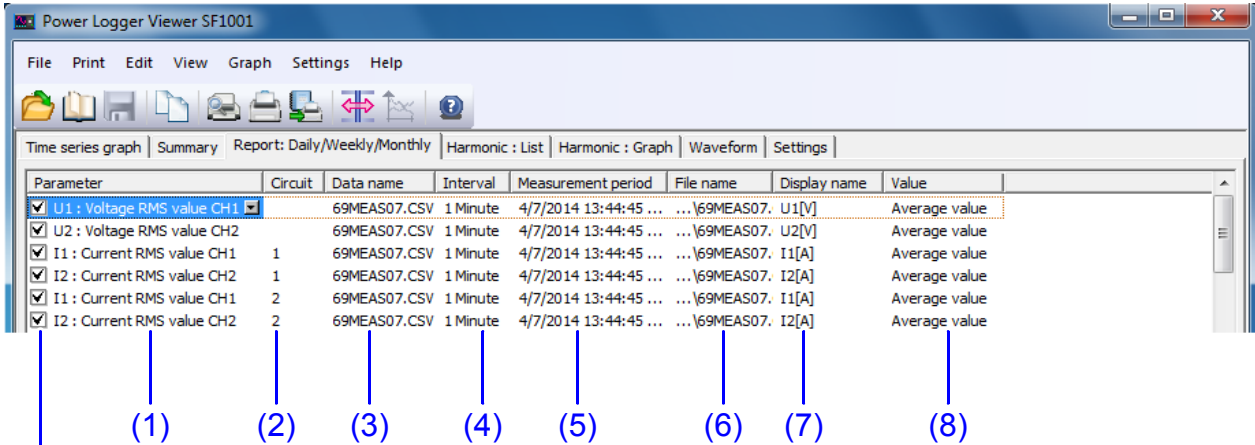 Power Logger Viewer SF1001
File Print Edit View Graph Settings Help
Time series graph Summary Report: Daily/Weekly/Monthly Harmonic : List Harmonic : Graph Waveform Settings
Parameter Circuit Data name Interval Measurement period File name Display name Value
U1 : Voltage RMS value CH1 69MEAS07.CSV 1 Minute 4/7/2014 13:44:45 ... ...\69MEAS07. U1[V] Average value
U2 : Voltage RMS value CH2 69MEAS07.CSV 1 Minute 4/7/2014 13:44:45 ... ...\69MEAS07. U2[V] Average value
I1 : Current RMS value CH1 1 69MEAS07.CSV 1 Minute 4/7/2014 13:44:45 ... ...\69MEAS07. I1[A] Average value
I2 : Current RMS value CH2 1 69MEAS07.CSV 1 Minute 4/7/2014 13:44:45 ... ...\69MEAS07. I2[A] Average value
I1 : Current RMS value CH1 2 69MEAS07.CSV 1 Minute 4/7/2014 13:44:45 ... ...\69MEAS07. I1[A] Average value
I2 : Current RMS value CH2 2 69MEAS07.CSV 1 Minute 4/7/2014 13:44:45 ... ...\69MEAS07. I2[A] Average value
(1) (2) (3) (4) (5) (6) (7) (8)